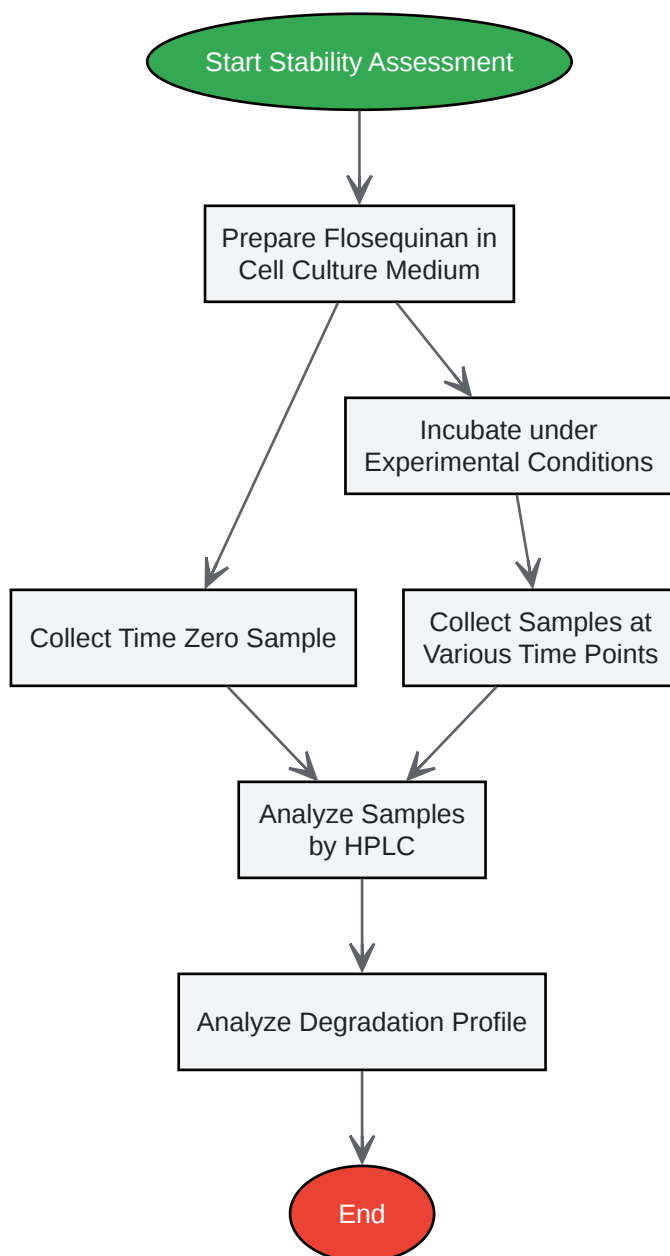 Start Stability Assessment
Prepare Flosequinan in
Cell Culture Medium
Incubate under
Experimental Conditions
Collect Time Zero Sample
Collect Samples at
Various Time Points
Analyze Samples
by HPLC
Analyze Degradation Profile
End